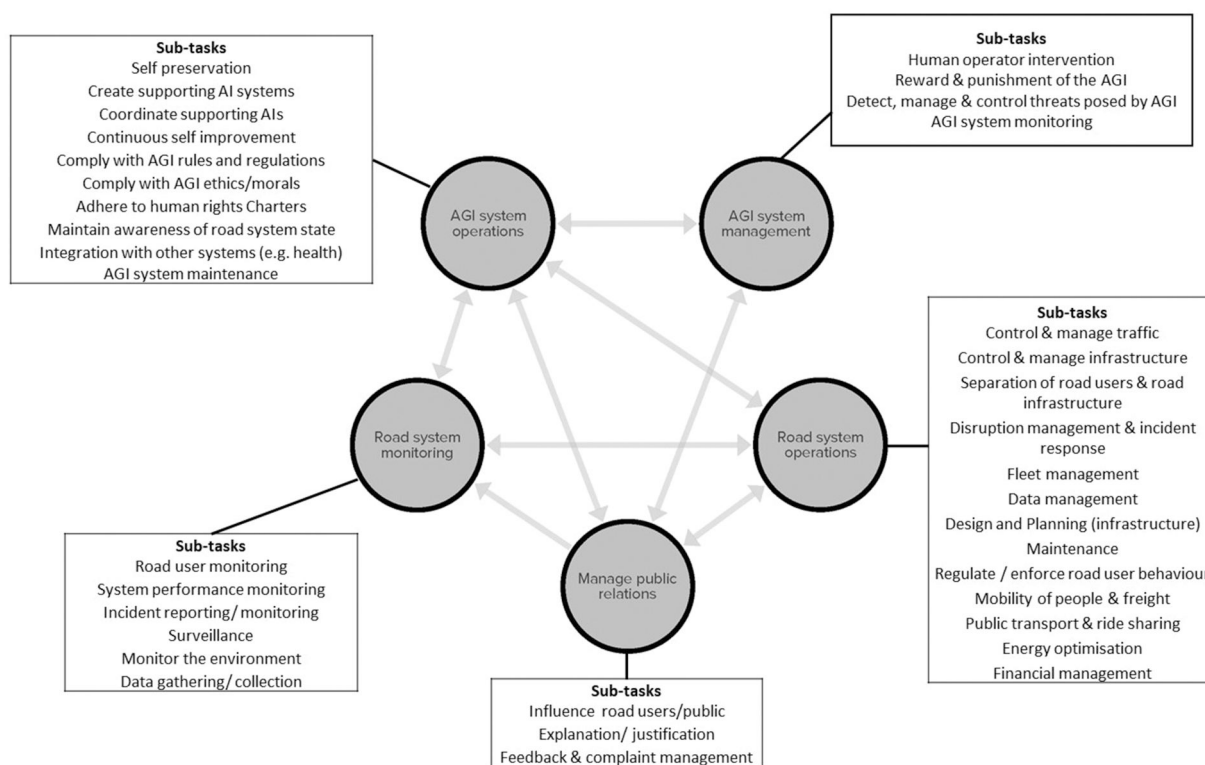 Sub-tasks
Self preservation
Create supporting AI systems
Coordinate supporting AIs
Continuous self improvement
Comply with AGI rules and regulations
Comply with AGI ethics/morals
Adhere to human rights Charters
Maintain awareness of road system state
Integration with other systems (e.g. health)
AGI system maintenance
Sub-tasks
Human operator intervention
Reward & punishment of the AGI
Detect, manage & control threats posed by AGI
AGI system monitoring
AGI system
operations
AGI system
management
Sub-tasks
Control & manage traffic
Control & manage infrastructure
Separation of road users & road
infrastructure
Disruption management & incident
response
Fleet management
Data management
Design and Planning (infrastructure)
Maintenance
Regulate / enforce road user behaviour
Mobility of people & freight
Public transport & ride sharing
Energy optimisation
Financial management
Road system
monitoring
Road system
operations
Sub-tasks
Road user monitoring
System performance monitoring
Incident reporting/ monitoring
Surveillance
Monitor the environment
Data gathering/ collection
Manage public
relations
Sub-tasks
Influence road users/public
Explanation/ justification
Feedback & complaint management